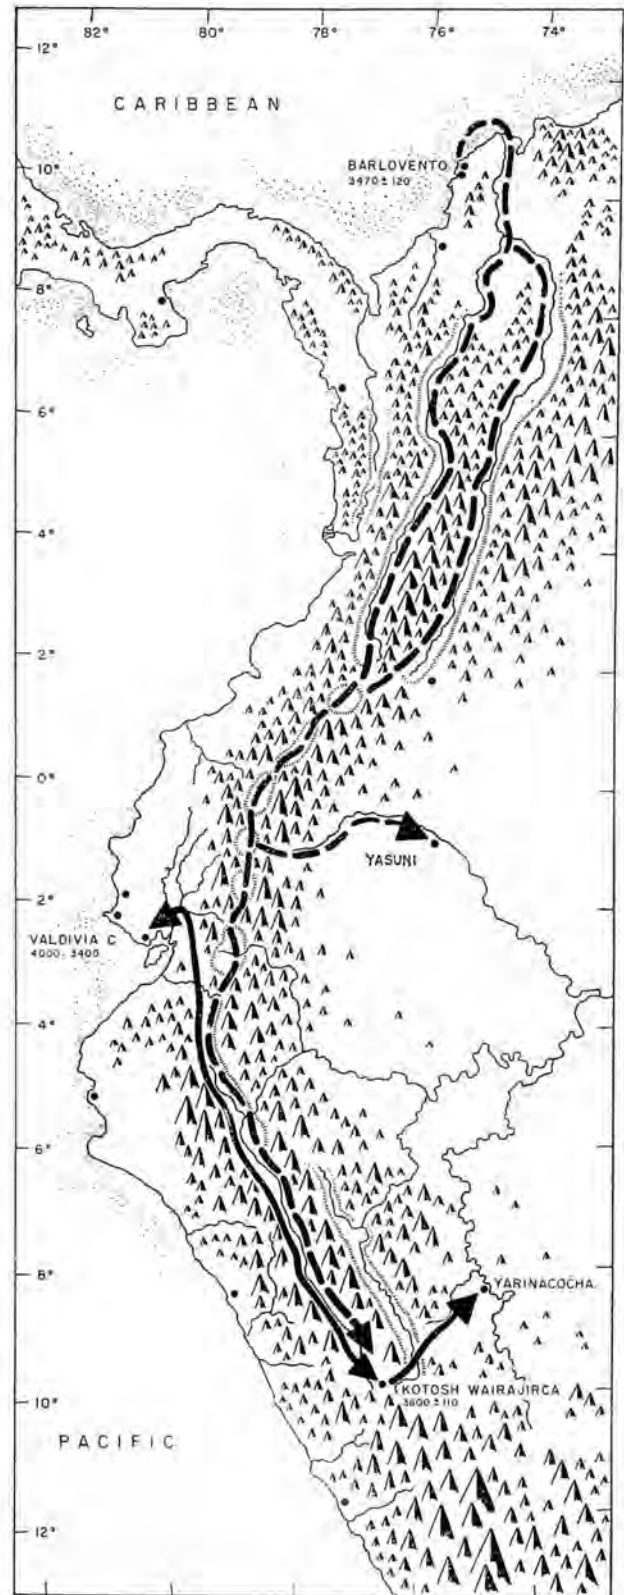 82° 80° 78° 76° 74°
12°
CARIBBEAN
10°
BARLOVENTO
3470±120
8°
6°
4°
2°
0°
YASUNI
2°
VALDIVIA C
4000-3400
4°
6°
8°
YARINACOCHA
KOTOSH WAIRAJIRCA
3800±110
10°
PACIFIC
12°